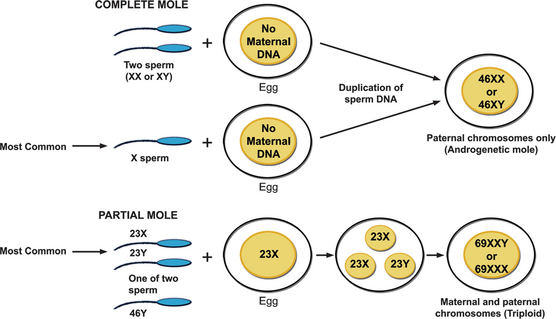 COMPLETE MOLE
Two sperm
(XX or XY)
+
No
Maternal
DNA
Egg
Duplication of
sperm DNA
46XX
or
46XY
Paternal chromosomes only
(Androgenetic mole)
Most Common
X sperm
+
No
Maternal
DNA
Egg
PARTIAL MOLE
Most Common
23X
23Y
One of two
sperm
46Y
+
23X
Egg
23X
23X
23Y
69XXY
or
69XXX
Maternal and paternal
chromosomes (Triploid)